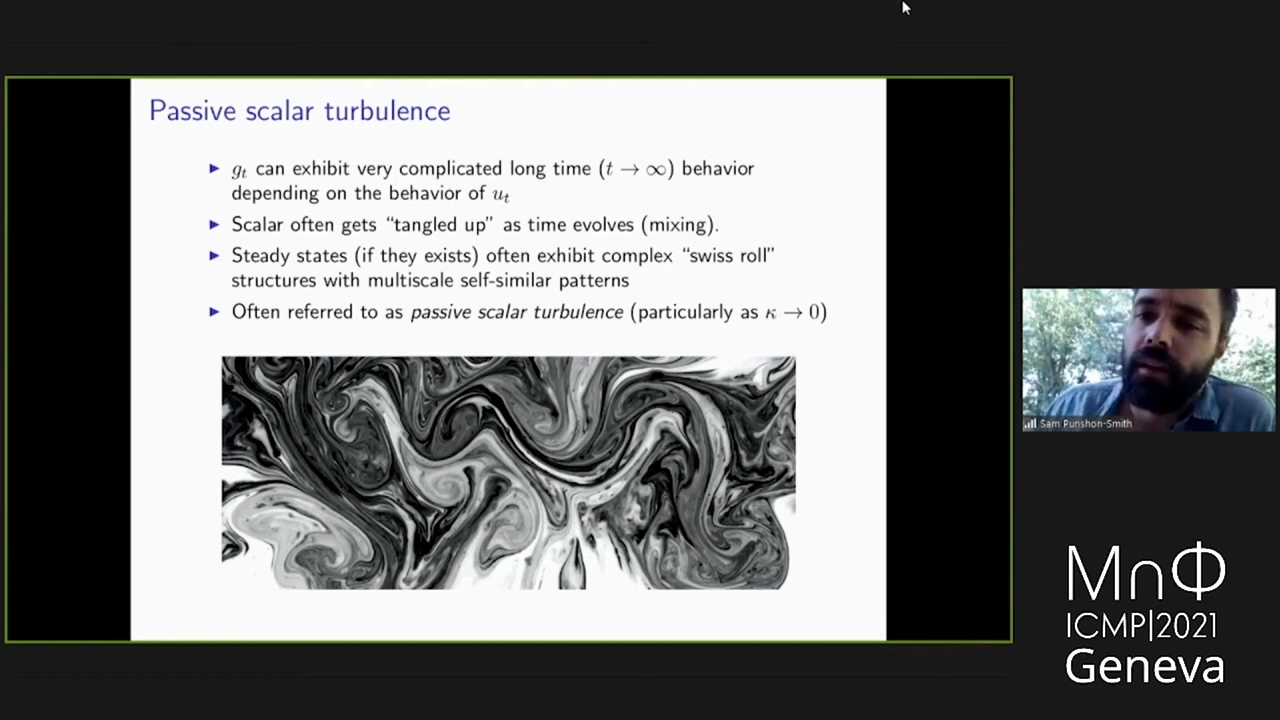 Passive scalar turbulence
▶ gₜ can exhibit very complicated long time (t → ∞) behavior
depending on the behavior of uₜ
▶ Scalar often gets “tangled up” as time evolves (mixing).
▶ Steady states (if they exists) often exhibit complex “swiss roll”
structures with multiscale self-similar patterns
▶ Often referred to as passive scalar turbulence (particularly as κ → 0)
Sam Punshon-Smith
M∩Φ
ICMP|2021
Geneva